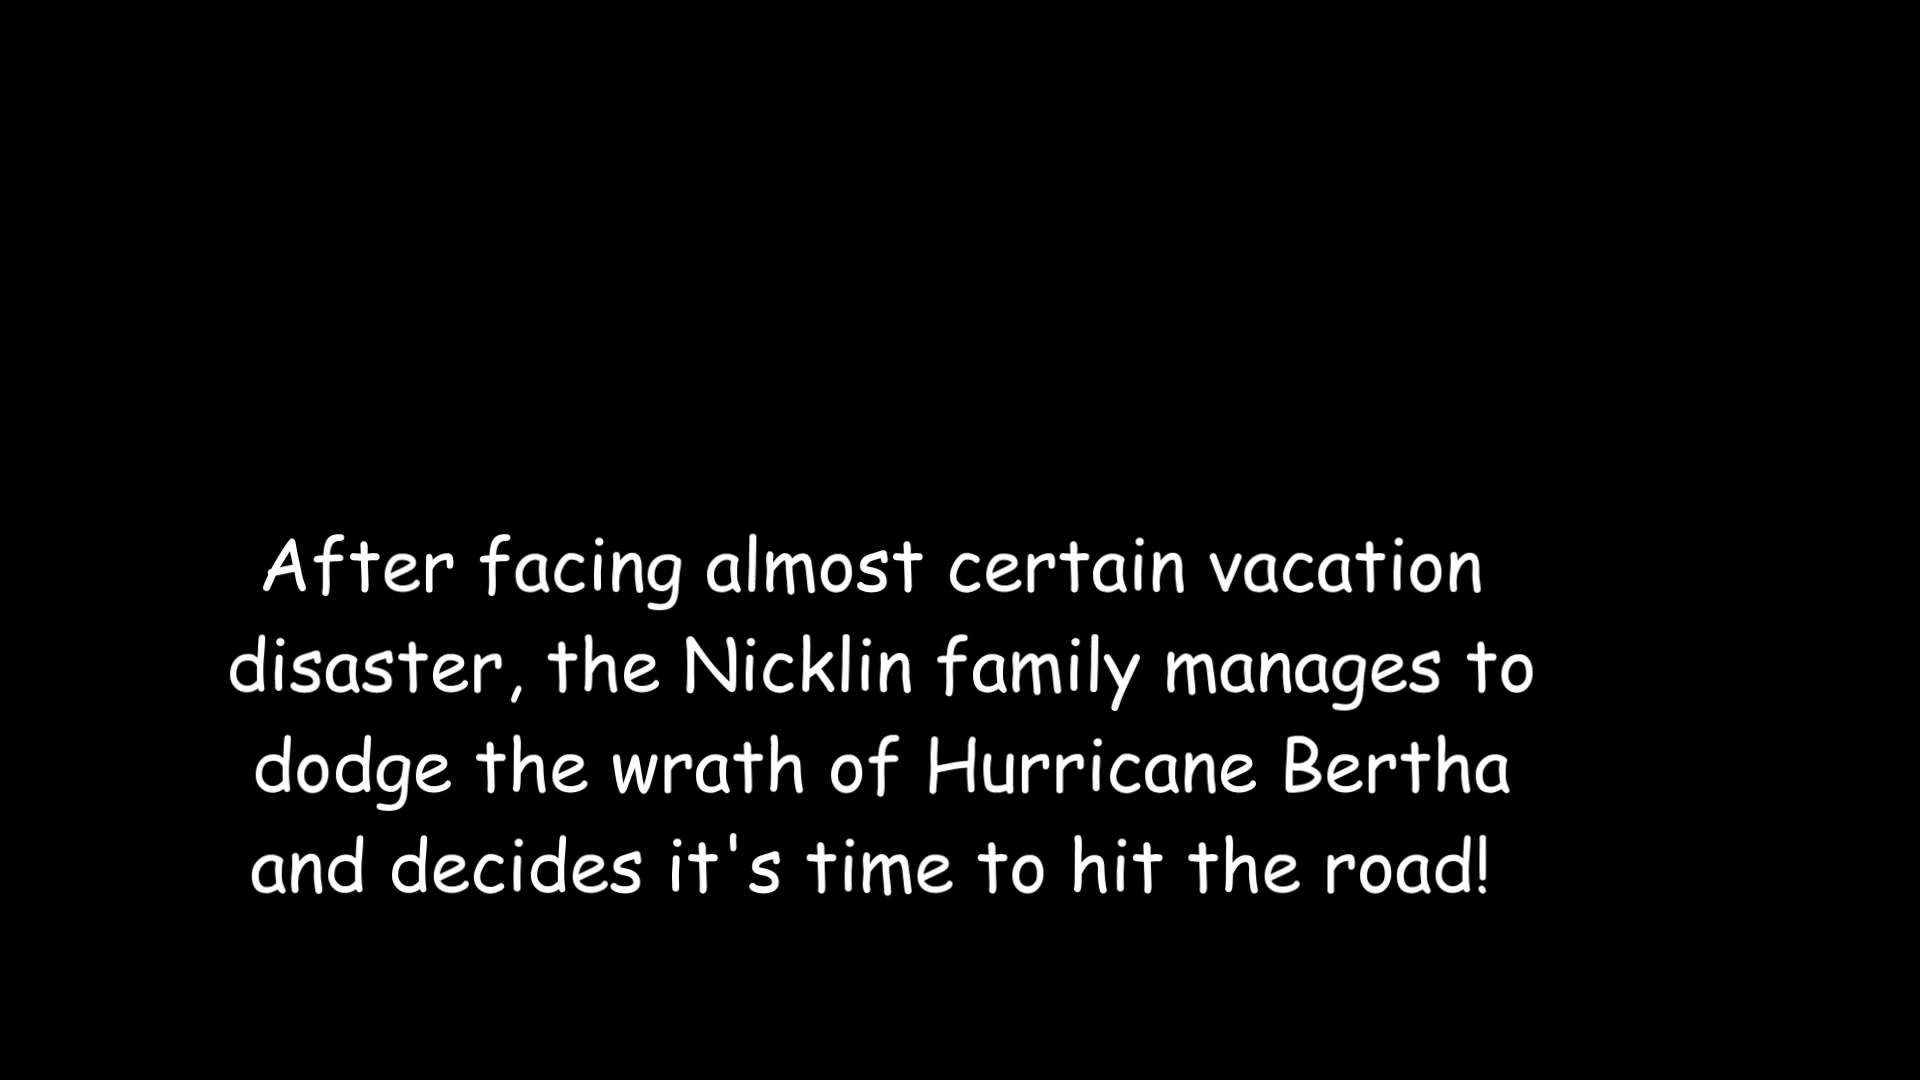 After facing almost certain vacation
disaster, the Nicklin family manages to
dodge the wrath of Hurricane Bertha
and decides it's time to hit the road!